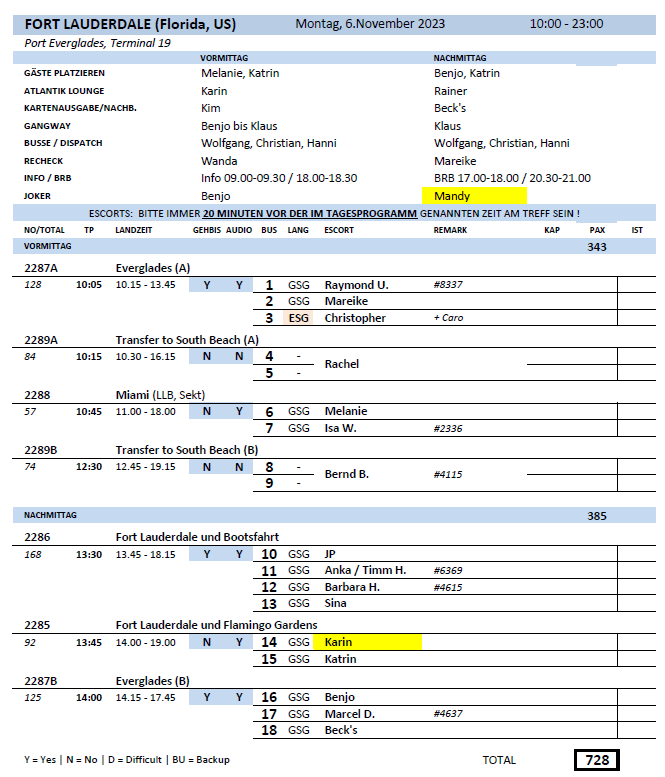 FORT LAUDERDALE (Florida, US) Montag, 6.November 2023 10:00 - 23:00
Port Everglades, Terminal 19
VORMITTAG NACHMITTAG
GÄSTE PLATZIEREN Melanie, Katrin Benjo, Katrin
ATLANTIK LOUNGE Karin Rainer
KARTENAUSGABE/NACHB. Kim Beck's
GANGWAY Benjo bis Klaus Klaus
BUSSE / DISPATCH Wolfgang, Christian, Hanni Wolfgang, Christian, Hanni
RECHECK Wanda Mareike
INFO / BRB Info 09.00-09.30 / 18.00-18.30 BRB 17.00-18.00 / 20.30-21.00
JOKER Benjo Mandy
ESCORTS: BITTE IMMER 20 MINUTEN VOR DER IM TAGESPROGRAMM GENANNTEN ZEIT AM TREFF SEIN !
NO/TOTAL TP LANDZEIT GEHBIS AUDIO BUS LANG ESCORT REMARK KAP PAX IST
VORMITTAG 343
2287A Everglades (A)
128 10:05 10.15 - 13.45 Y Y 1 GSG Raymond U. #8337
2 GSG Mareike
3 ESG Christopher + Caro
2289A Transfer to South Beach (A)
84 10:15 10.30 - 16.15 N N 4 -
Rachel
5 -
2288 Miami (LLB, Sekt)
57 10:45 11.00 - 18.00 N Y 6 GSG Melanie
7 GSG Isa W. #2336
2289B Transfer to South Beach (B)
74 12:30 12.45 - 19.15 N N 8 -
Bernd B. #4115
9 -
NACHMITTAG 385
2286 Fort Lauderdale und Bootsfahrt
168 13:30 13.45 - 18.15 Y Y 10 GSG JP
11 GSG Anka / Timm H. #6369
12 GSG Barbara H. #4615
13 GSG Sina
2285 Fort Lauderdale und Flamingo Gardens
92 13:45 14.00 - 19.00 N Y 14 GSG Karin
15 GSG Katrin
2287B Everglades (B)
125 14:00 14.15 - 17.45 Y Y 16 GSG Benjo
17 GSG Marcel D. #4637
18 GSG Beck's
Y = Yes | N = No | D = Difficult | BU = Backup TOTAL 728